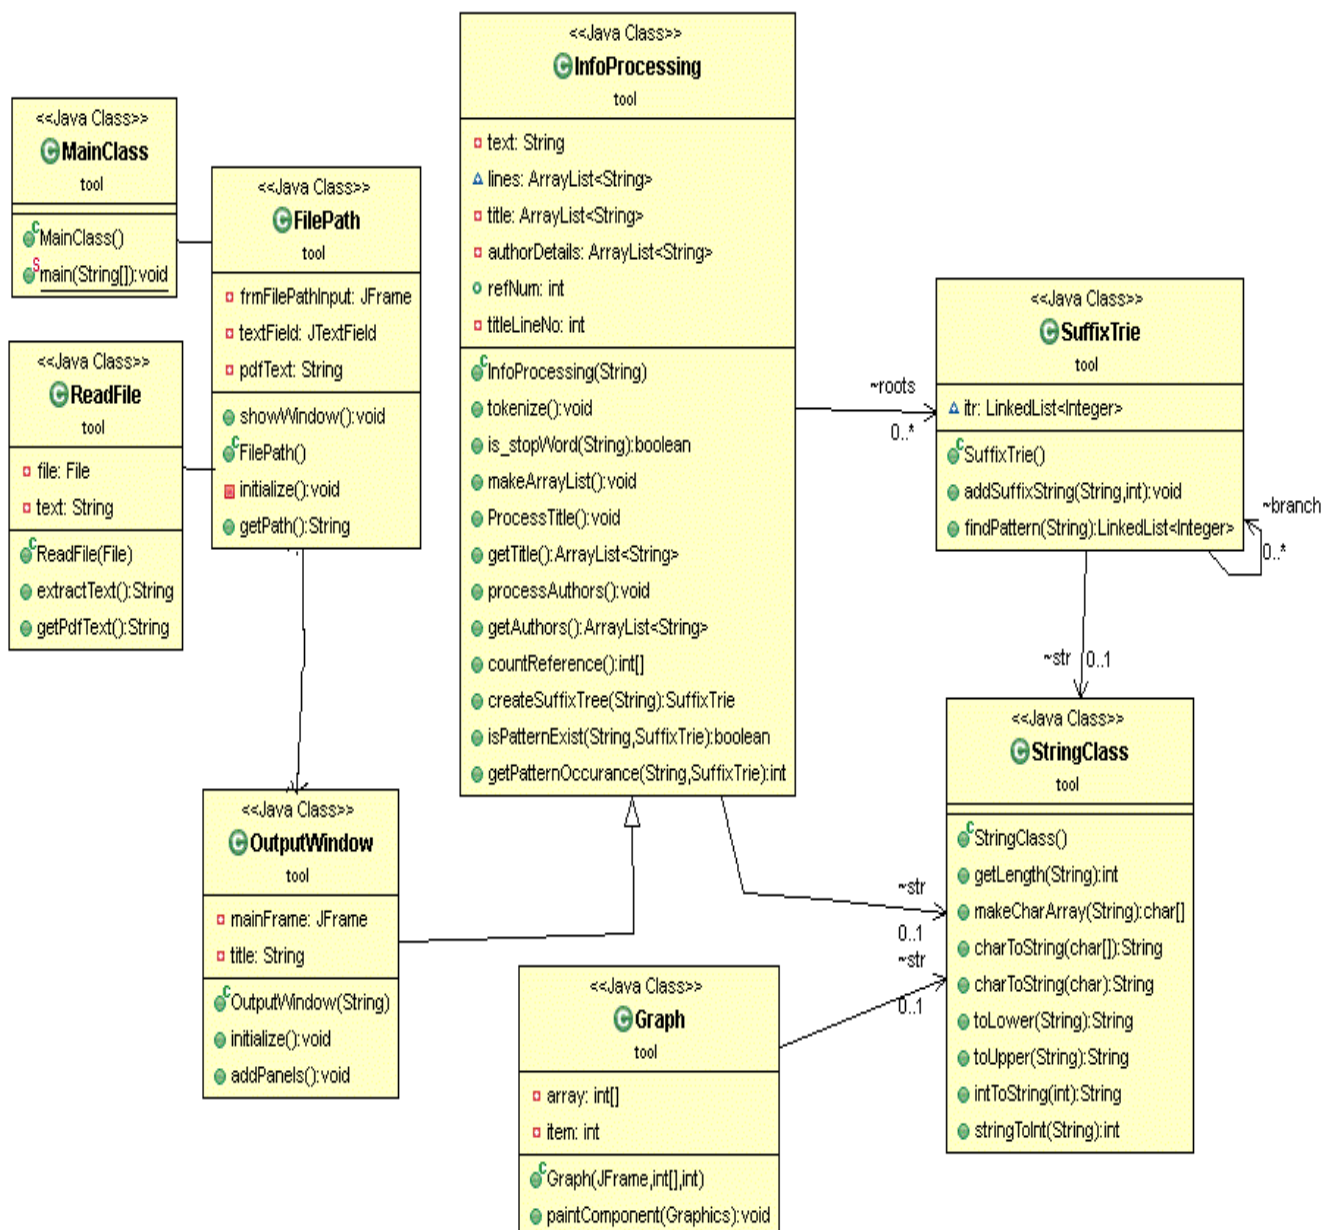 <<Java Class>>
MainClass
tool
MainClass()
main(String[]):void
<<Java Class>>
ReadFile
tool
file: File
text: String
ReadFile(File)
extractText():String
getPdfText():String
<<Java Class>>
FilePath
tool
frmFilePathInput: JFrame
textField: JTextField
pdfText: String
showWindow():void
FilePath()
initialize():void
getPath():String
<<Java Class>>
OutputWindow
tool
mainFrame: JFrame
title: String
OutputWindow(String)
initialize():void
addPanels():void
<<Java Class>>
InfoProcessing
tool
text: String
lines: ArrayList<String>
title: ArrayList<String>
authorDetails: ArrayList<String>
refNum: int
titleLineNo: int
InfoProcessing(String)
tokenize():void
is_stopWord(String):boolean
makeArrayList():void
ProcessTitle():void
getTitle():ArrayList<String>
processAuthors():void
getAuthors():ArrayList<String>
countReference():int[]
createSuffixTree(String):SuffixTrie
isPatternExist(String,SuffixTrie):boolean
getPatternOccurance(String,SuffixTrie):int
<<Java Class>>
Graph
tool
array: int[]
item: int
Graph(JFrame,int[],int)
paintComponent(Graphics):void
~roots
0..*
<<Java Class>>
SuffixTrie
tool
itr: LinkedList<Integer>
SuffixTrie()
addSuffixString(String,int):void
findPattern(String):LinkedList<Integer>
~branch
0..*
~str
0..1
~str
0..1
~str
0..1
<<Java Class>>
StringClass
tool
StringClass()
getLength(String):int
makeCharArray(String):char[]
charToString(char[]):String
charToString(char):String
toLower(String):String
toUpper(String):String
intToString(int):String
stringToInt(String):int